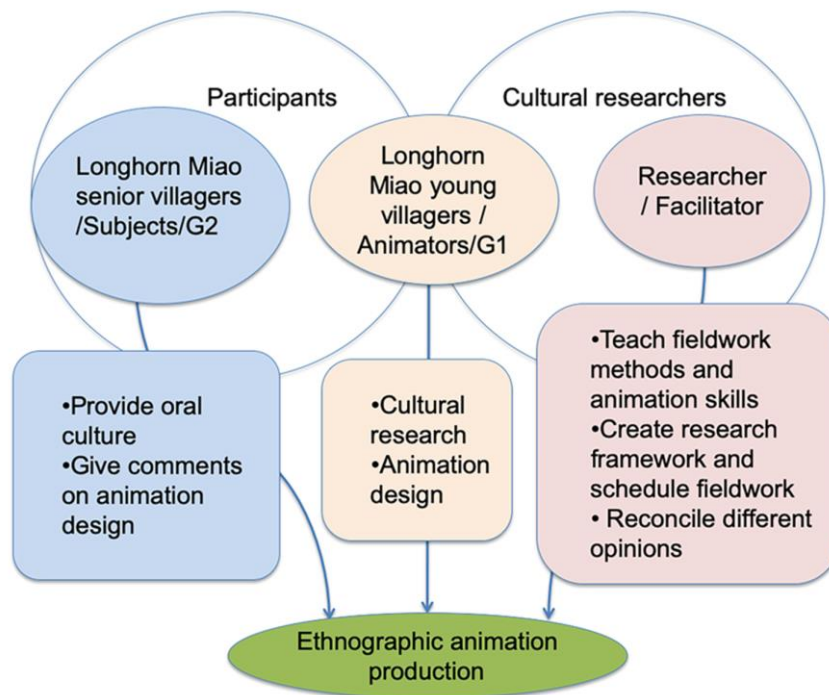 Participants
Cultural researchers
Longhorn Miao
senior villagers
/Subjects/G2
Longhorn
Miao young
villagers /
Animators/G1
Researcher
/ Facilitator
•Provide oral
culture
•Give comments
on animation
design
•Cultural
research
•Animation
design
•Teach fieldwork
methods and
animation skills
•Create research
framework and
schedule fieldwork
• Reconcile different
opinions
Ethnographic animation
production